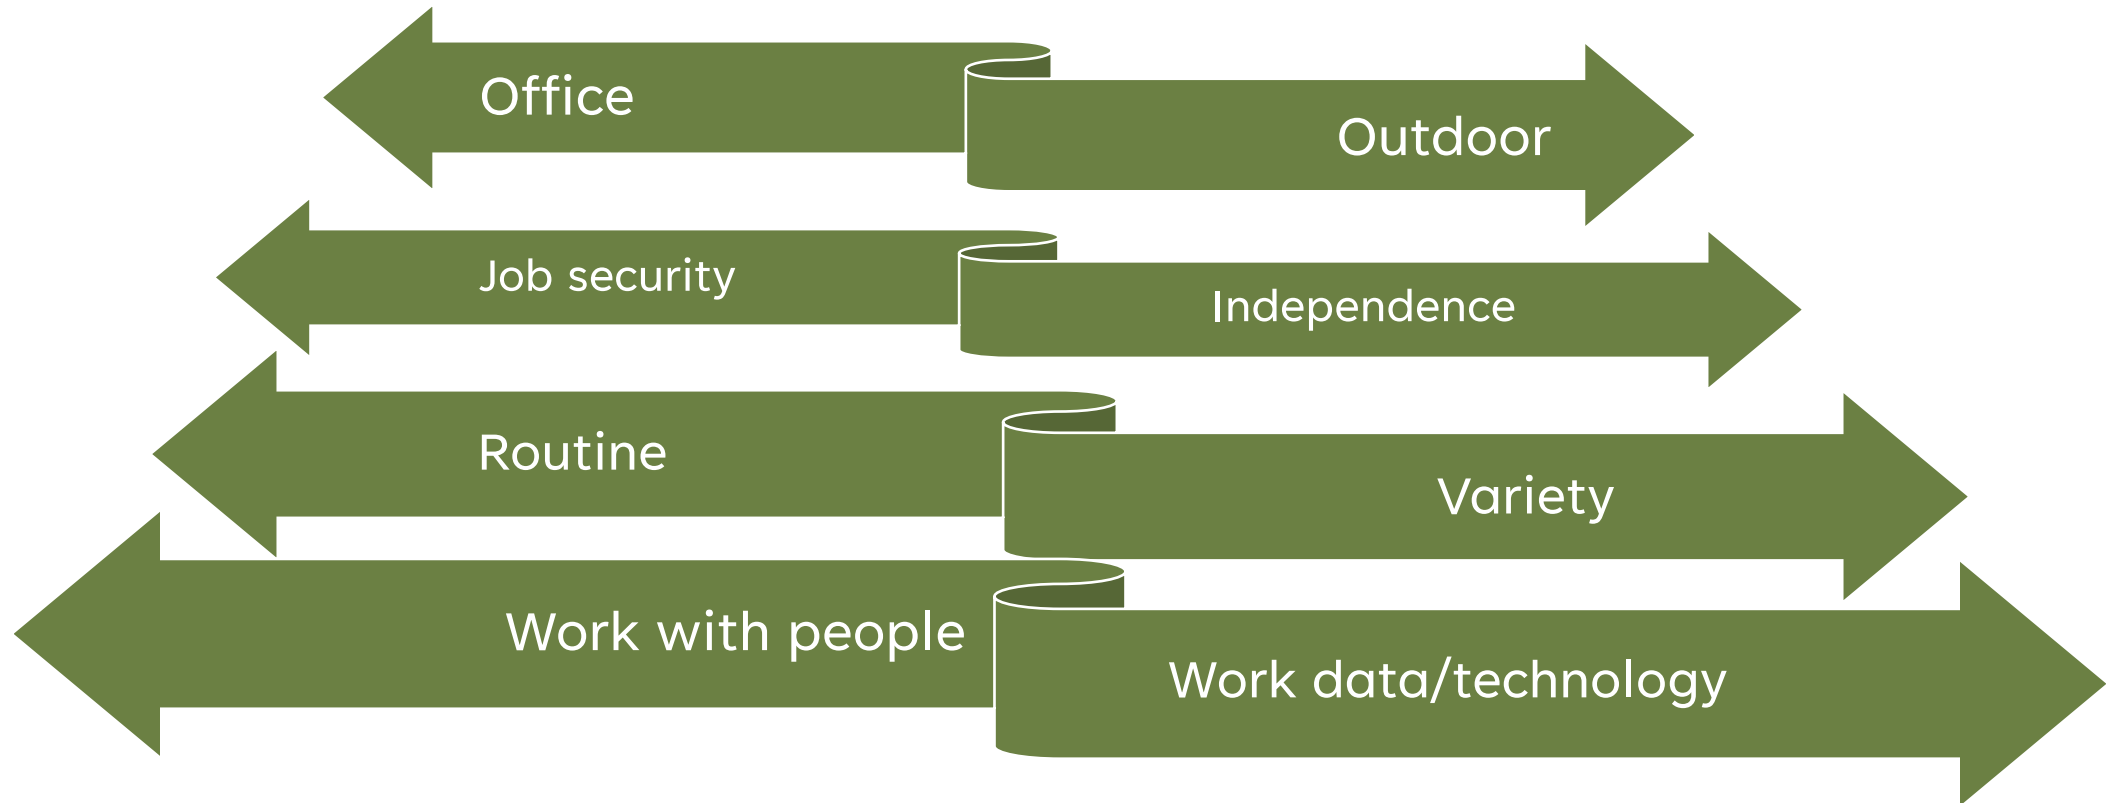 Office
Outdoor
Job security
Independence
Routine
Variety
Work with people
Work data/technology